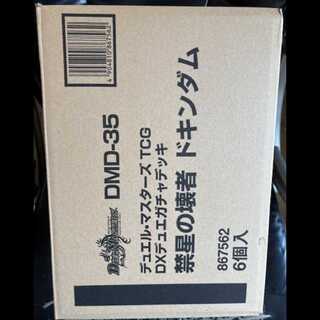 DMD-35
デュエル・マスターズ TCG
DXデュエガチャデッキ
禁星の壊者 ドキンダム
867562
6個入